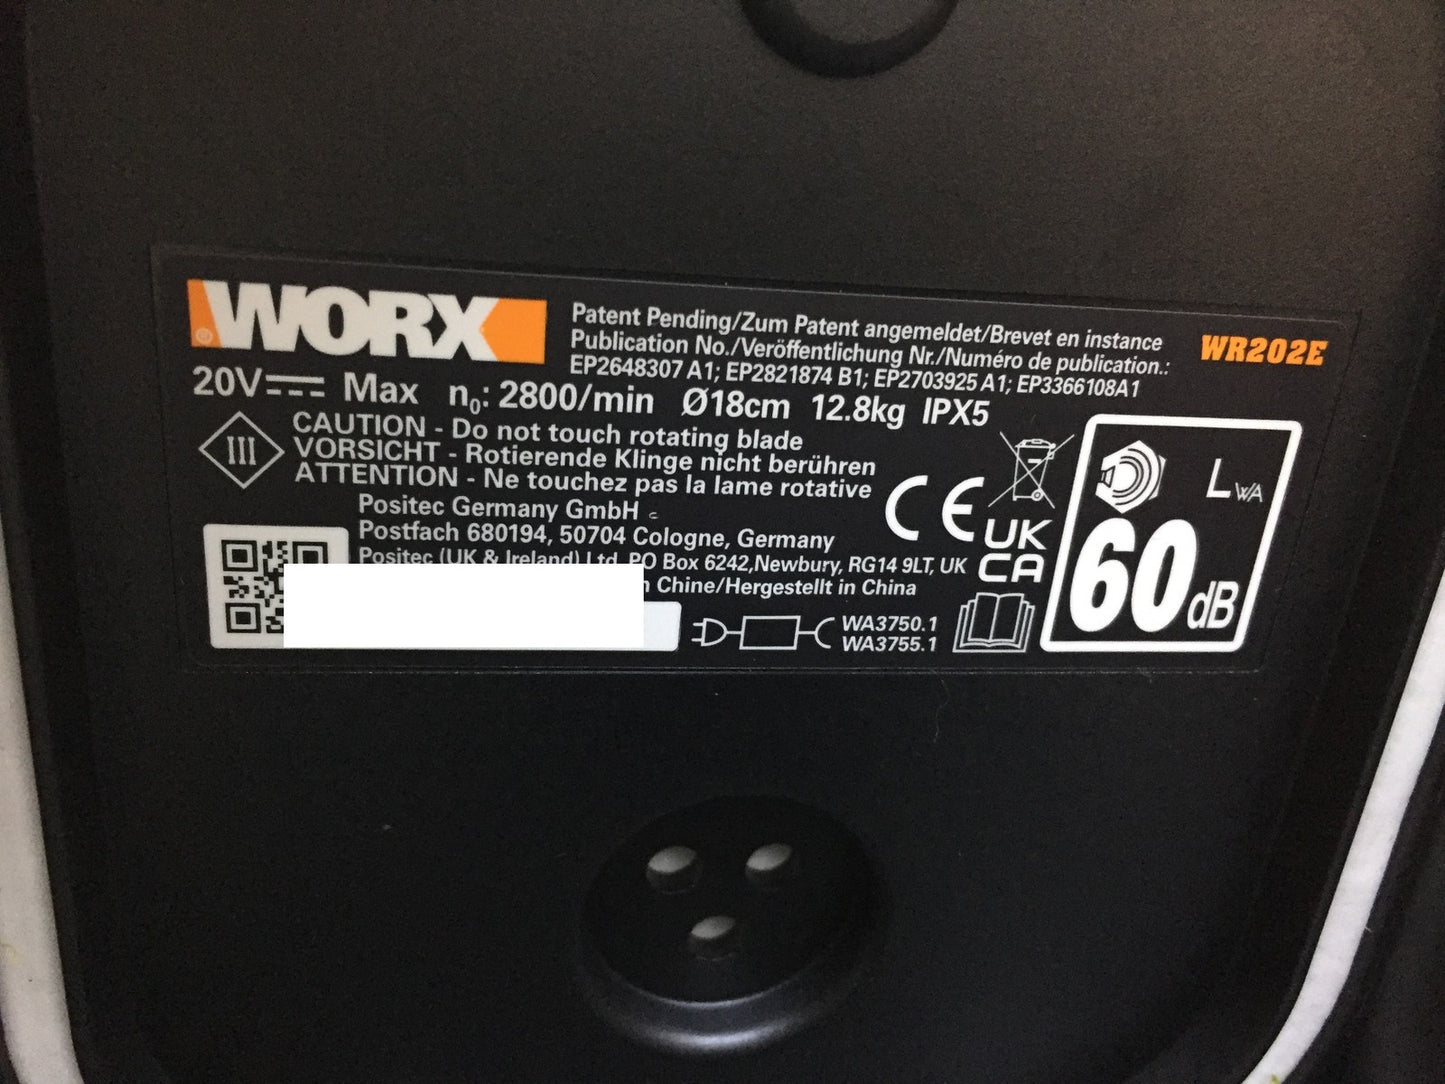 WORX
®
Patent Pending/Zum Patent angemeldet/Brevet en instance
Publication No./Veröffentlichung Nr./Numéro de publication.:
EP2648307 A1; EP2821874 B1; EP2703925 A1; EP3366108A1
WR202E
20V Max n0: 2800/min Ø18cm 12.8kg IPX5
III
CAUTION - Do not touch rotating blade
VORSICHT - Rotierende Klinge nicht berühren
ATTENTION - Ne touchez pas la lame rotative
Positec Germany GmbH
Postfach 680194, 50704 Cologne, Germany
Positec (UK & Ireland) Ltd. PO Box 6242,Newbury, RG14 9LT, UK
Chine/Hergestellt in China
CE
UK
CA
WA3750.1
WA3755.1
LWA
60dB